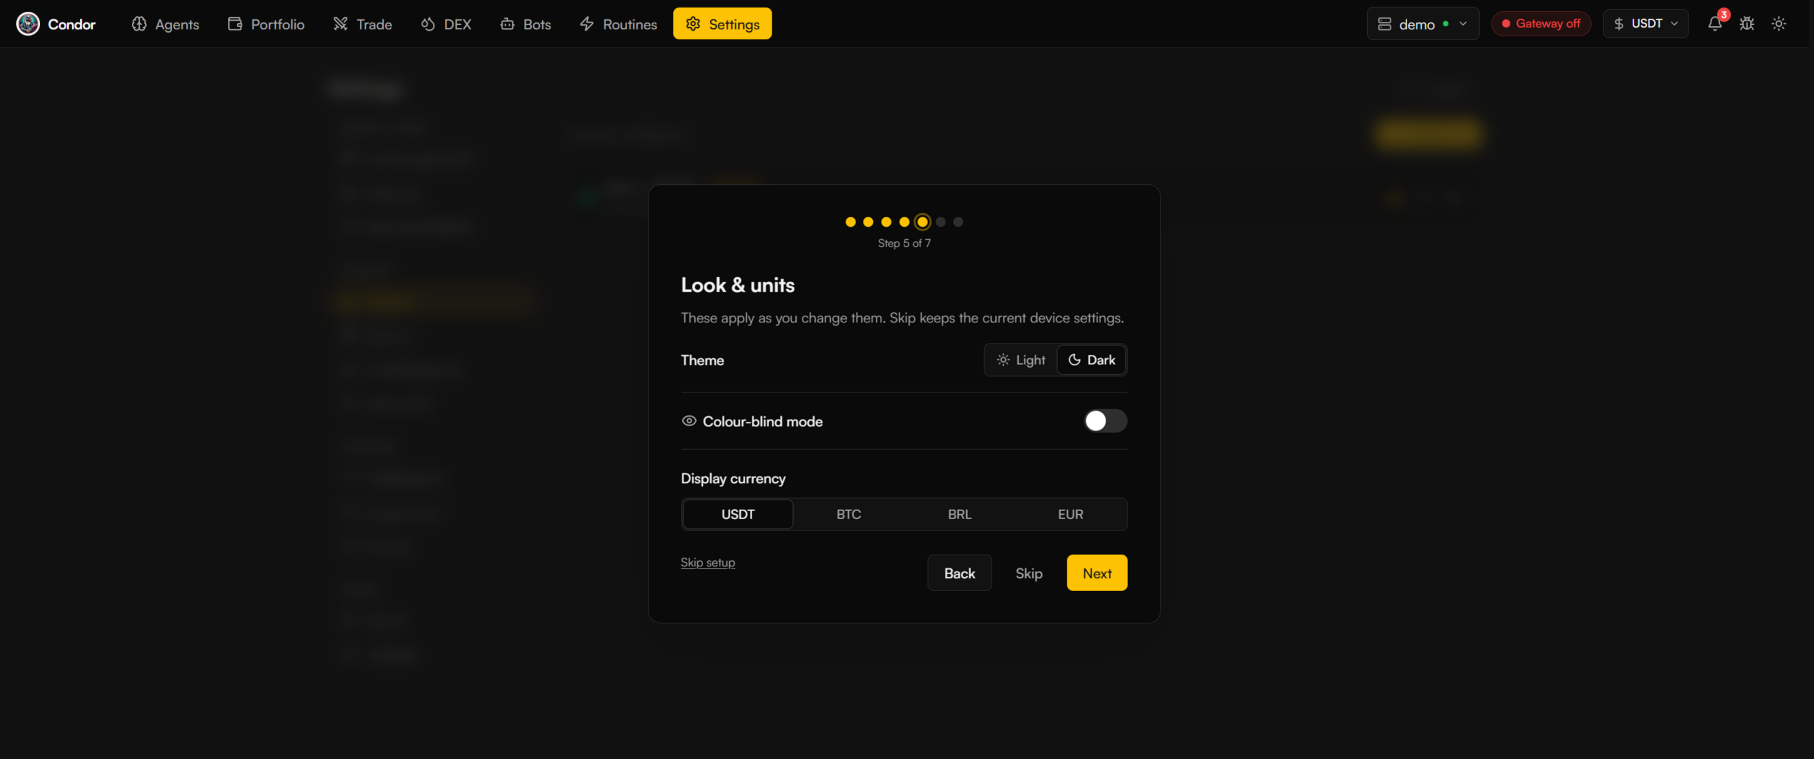 Condor
Agents
Portfolio
Trade
DEX
Bots
Routines
Settings
demo
Gateway off
$ USDT
3
Step 5 of 7
Look & units
These apply as you change them. Skip keeps the current device settings.
Theme
Light
Dark
Colour-blind mode
Display currency
USDT
BTC
BRL
EUR
Skip setup
Back
Skip
Next